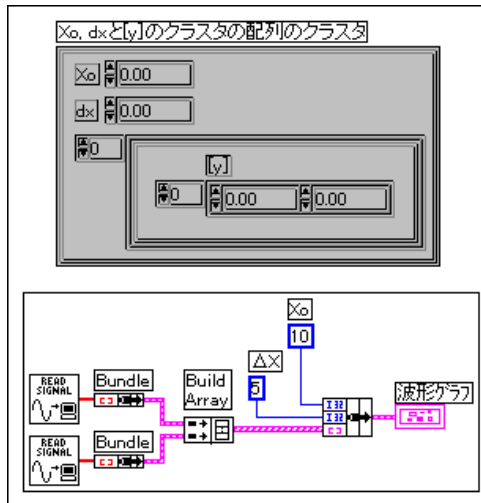 Xo, dxと[y]のクラスタの配列のクラスタ
Xo 0.00
dx 0.00
0
[y]
0 0.00 0.00
Xo
10
ΔX
5
READ SIGNAL
Bundle
Build Array
I32
I32
波形グラフ
READ SIGNAL
Bundle